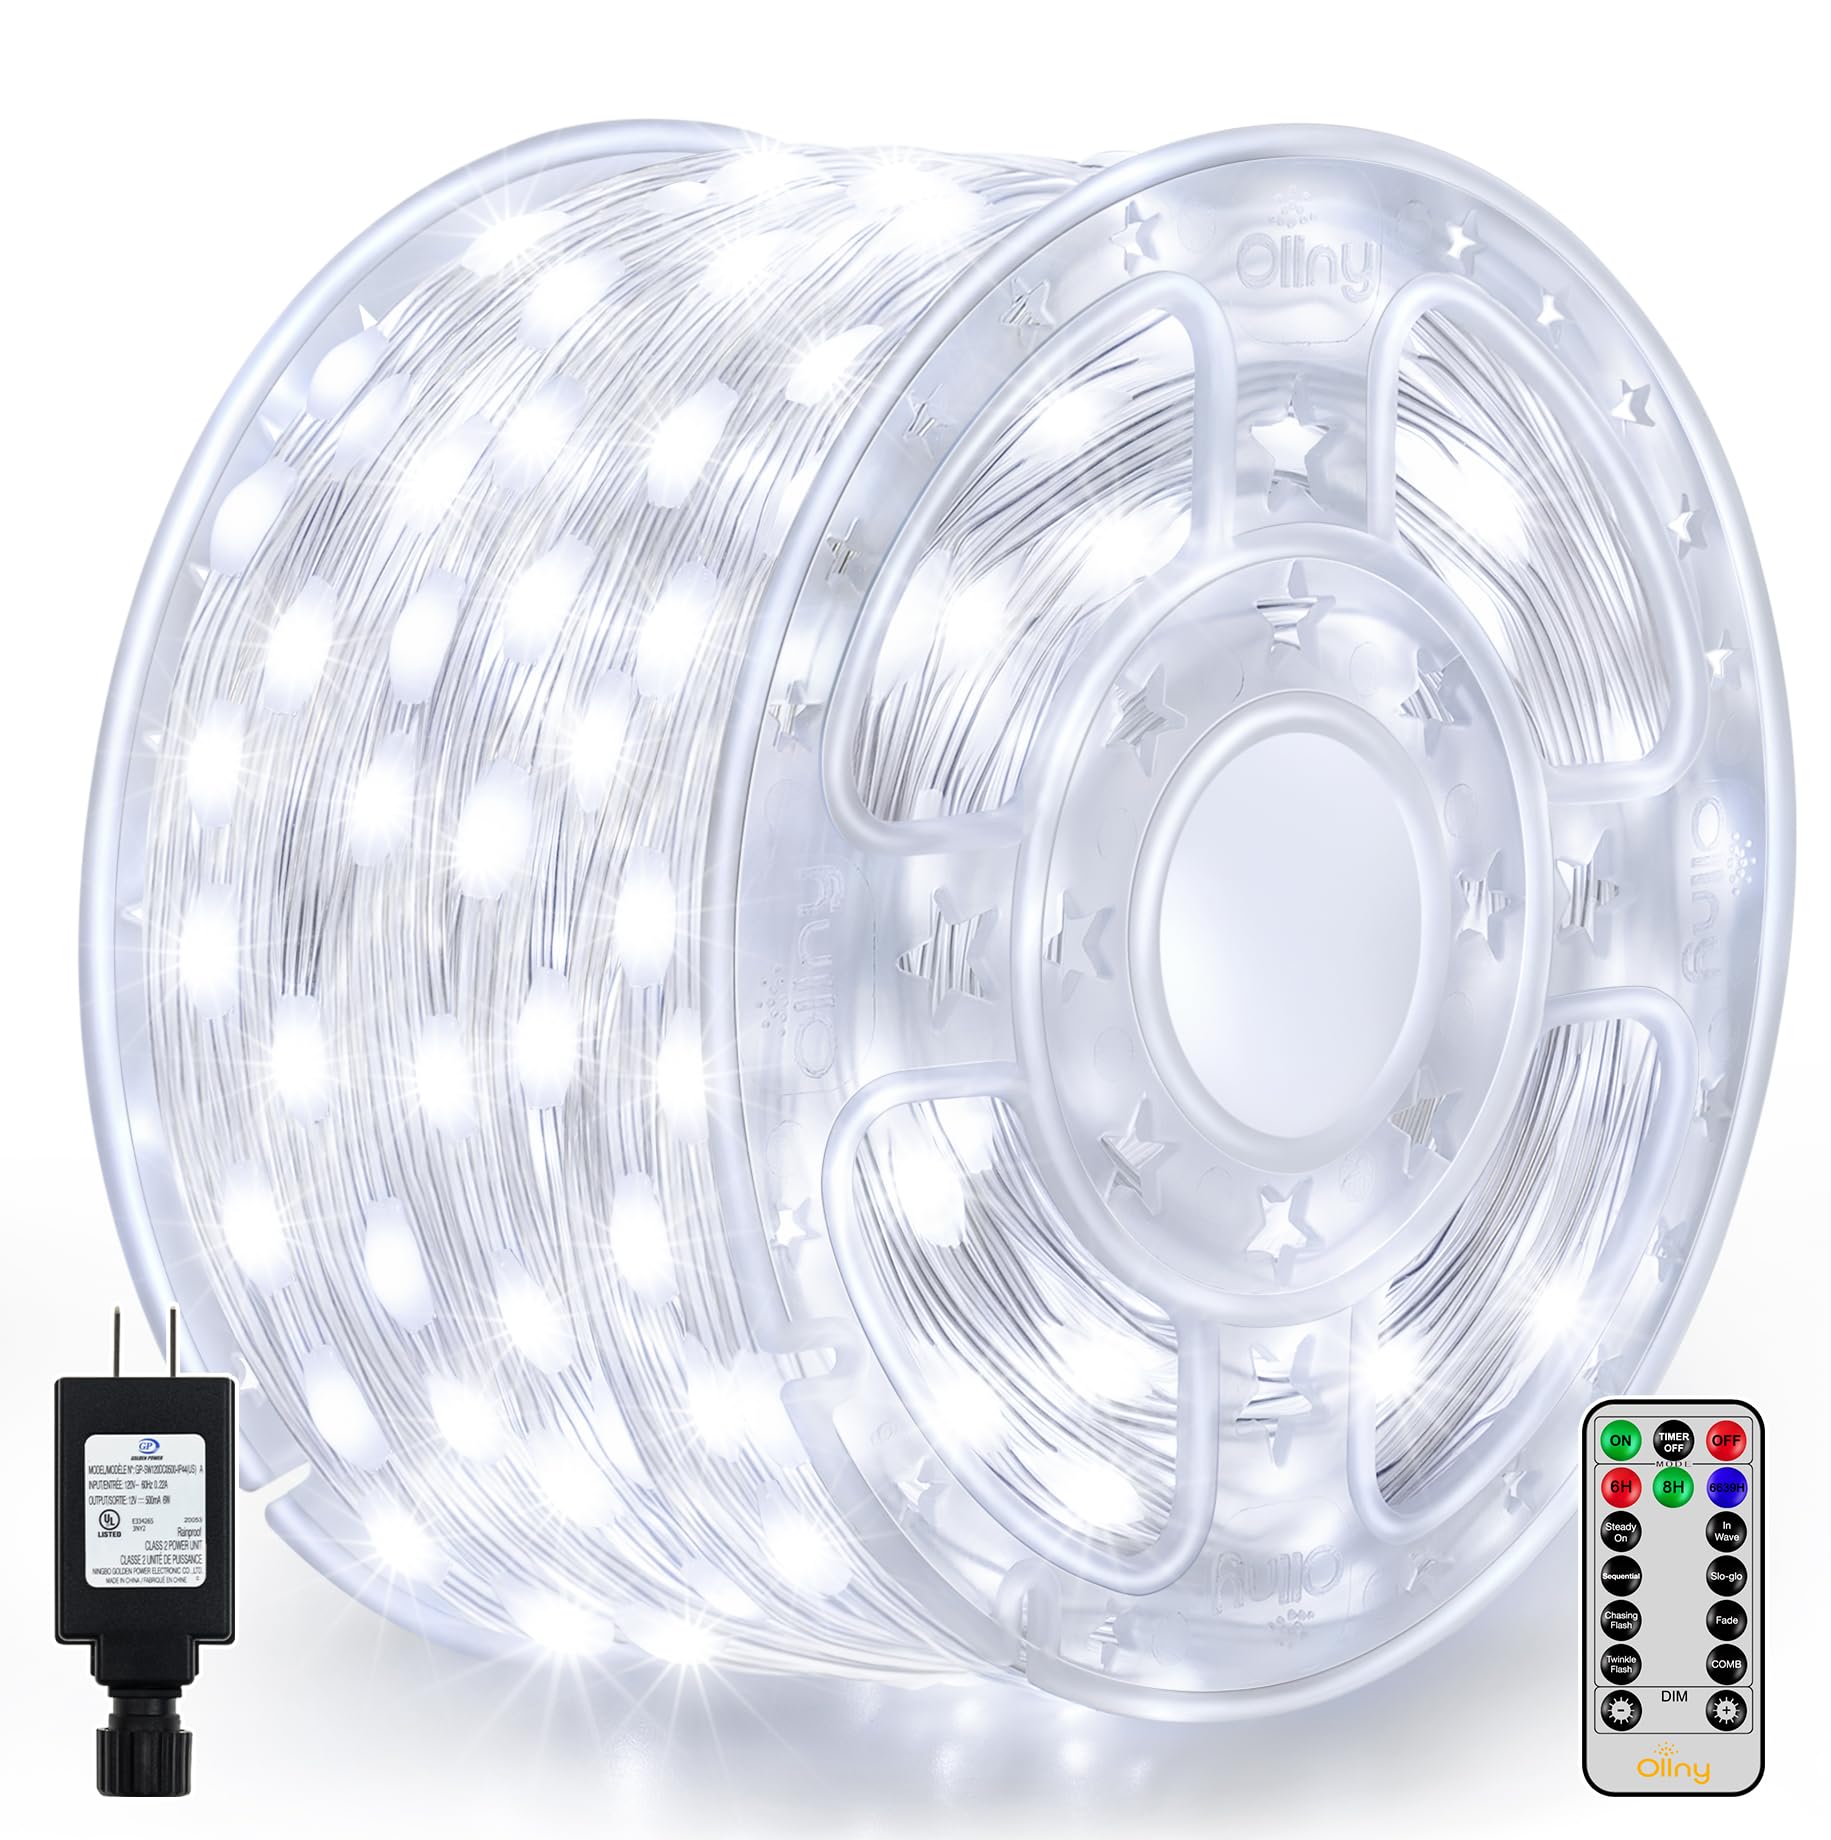 Ollny
Ollny
Ollny
Ollny
GP
GOLDEN POWER
MODEL/MODÈLE N°: GP-SW120DC0500-IP44(US) A
INPUT/ENTRÉE: 120V~ 60Hz 0.22A
OUTPUT/SORTIE: 12V 500mA 6W
UL
LISTED
E334265
3NY2
20053
Rainproof
CLASS 2 POWER UNIT
CLASSE 2 UNITÉ DE PUISSANCE
NINGBO GOLDEN POWER ELECTRONIC CO.,LTD.
MADE IN CHINA / FABRIQUÉ EN CHINE
ON TIMER OFF OFF
MODE
6H 8H 6639H
Steady On In Wave
Sequential Slo-glo
Chasing Flash Fade
Twinkle Flash COMB
DIM
- +
Ollny